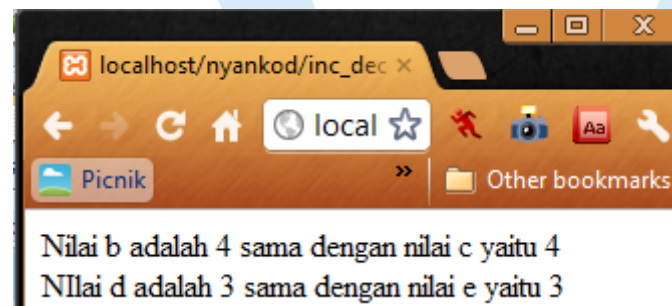 localhost/nyankod/inc_dec
local
Aa
Picnik
» Other bookmarks
Nilai b adalah 4 sama dengan nilai c yaitu 4
NIlai d adalah 3 sama dengan nilai e yaitu 3